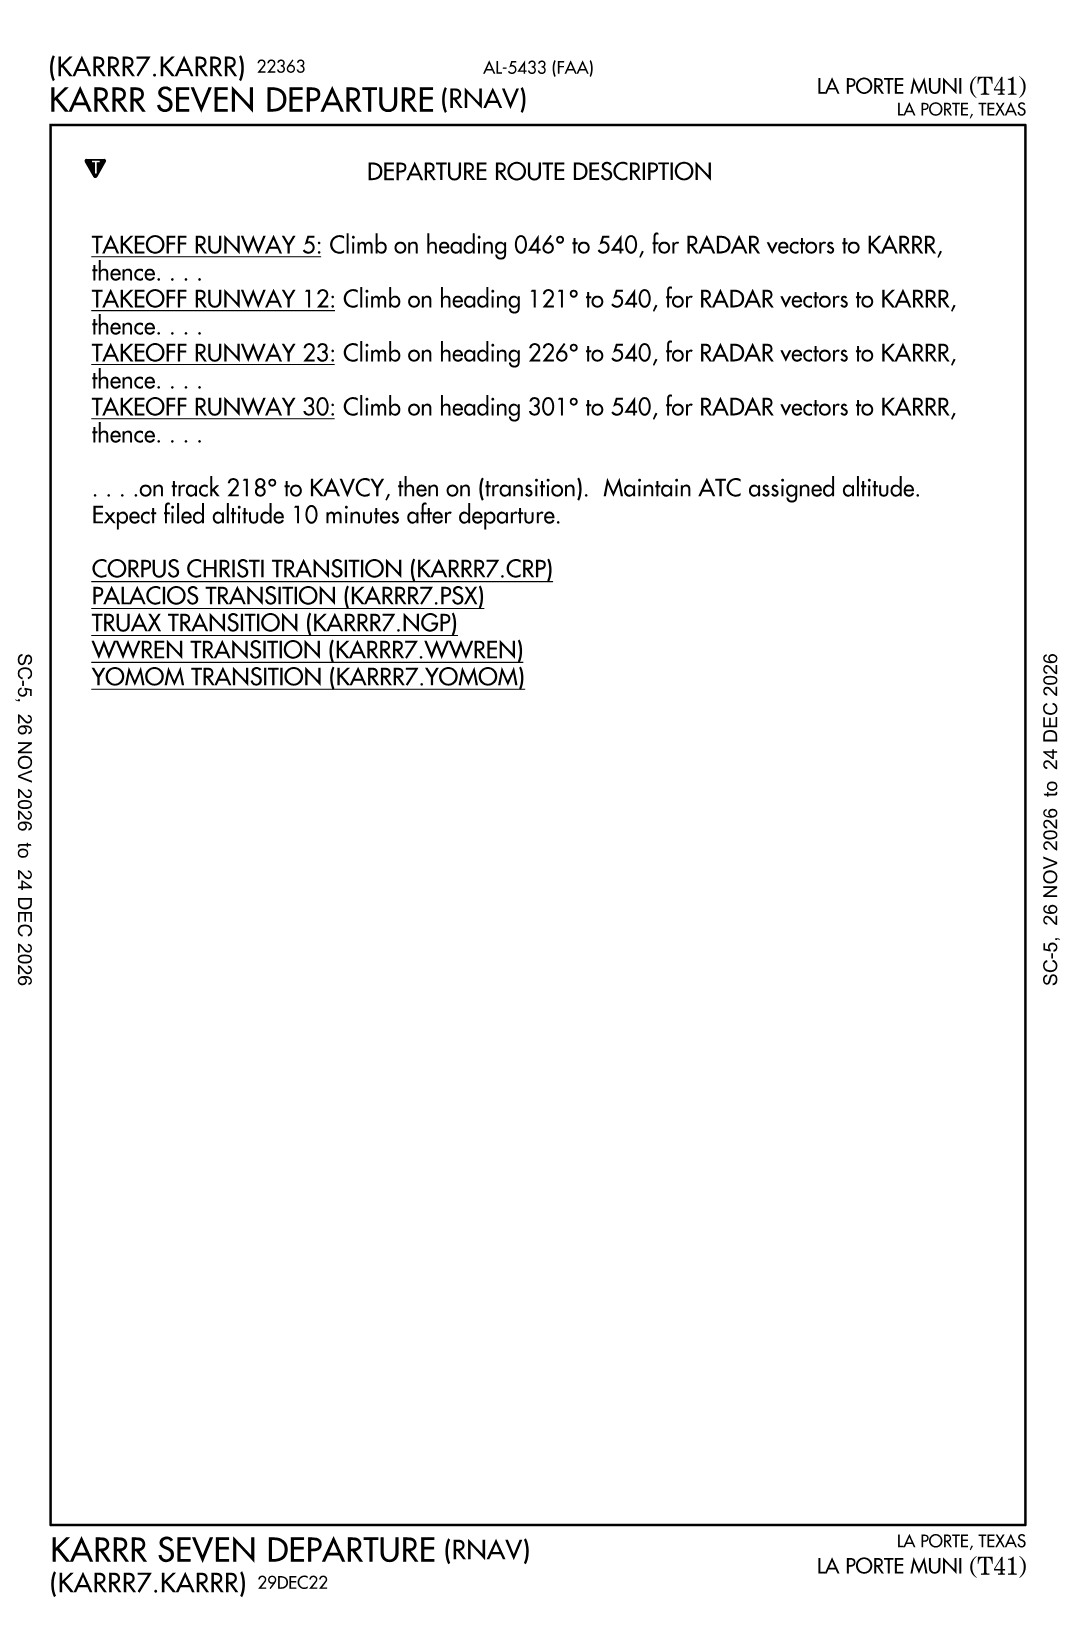 (KARRR7.KARRR) 22363 AL-5433 (FAA)
KARRR SEVEN DEPARTURE (RNAV)
LA PORTE MUNI (T41)
LA PORTE, TEXAS
T
DEPARTURE ROUTE DESCRIPTION
TAKEOFF RUNWAY 5: Climb on heading 046° to 540, for RADAR vectors to KARRR,
thence. . . .
TAKEOFF RUNWAY 12: Climb on heading 121° to 540, for RADAR vectors to KARRR,
thence. . . .
TAKEOFF RUNWAY 23: Climb on heading 226° to 540, for RADAR vectors to KARRR,
thence. . . .
TAKEOFF RUNWAY 30: Climb on heading 301° to 540, for RADAR vectors to KARRR,
thence. . . .
. . . .on track 218° to KAVCY, then on (transition). Maintain ATC assigned altitude.
Expect filed altitude 10 minutes after departure.
CORPUS CHRISTI TRANSITION (KARRR7.CRP)
PALACIOS TRANSITION (KARRR7.PSX)
TRUAX TRANSITION (KARRR7.NGP)
WWREN TRANSITION (KARRR7.WWREN)
YOMOM TRANSITION (KARRR7.YOMOM)
SC-5, 26 NOV 2026 to 24 DEC 2026
SC-5, 26 NOV 2026 to 24 DEC 2026
KARRR SEVEN DEPARTURE (RNAV)
(KARRR7.KARRR) 29DEC22
LA PORTE, TEXAS
LA PORTE MUNI (T41)